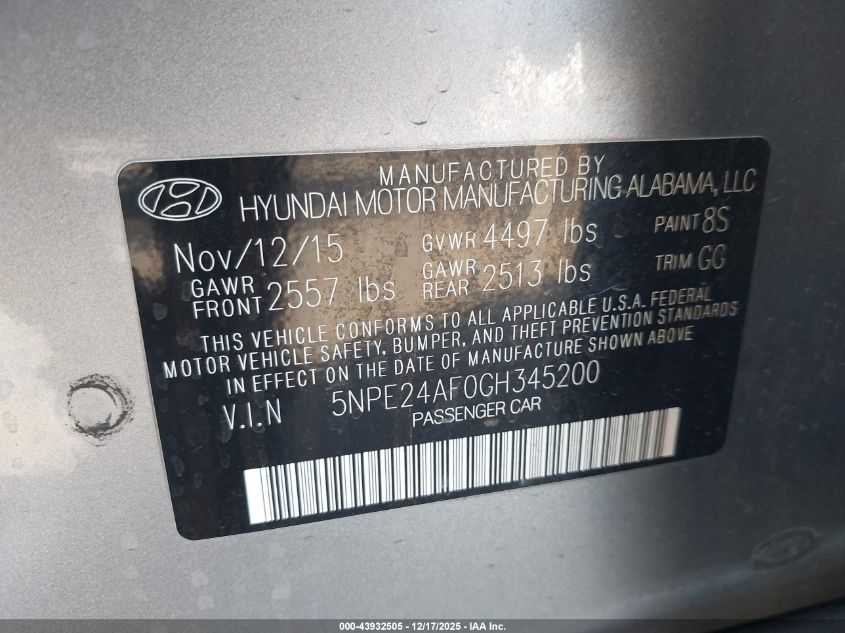 MANUFACTURED BY
HYUNDAI MOTOR MANUFACTURING ALABAMA, LLC
Nov/12/15 GVWR 4497 lbs PAINT 8S
GAWR FRONT 2557 lbs GAWR REAR 2513 lbs TRIM GG
THIS VEHICLE CONFORMS TO ALL APPLICABLE U.S.A. FEDERAL
MOTOR VEHICLE SAFETY, BUMPER, AND THEFT PREVENTION STANDARDS
IN EFFECT ON THE DATE OF MANUFACTURE SHOWN ABOVE
V.I.N 5NPE24AF0GH345200
PASSENGER CAR
000-43932505 - 12/17/2025 - IAA Inc.